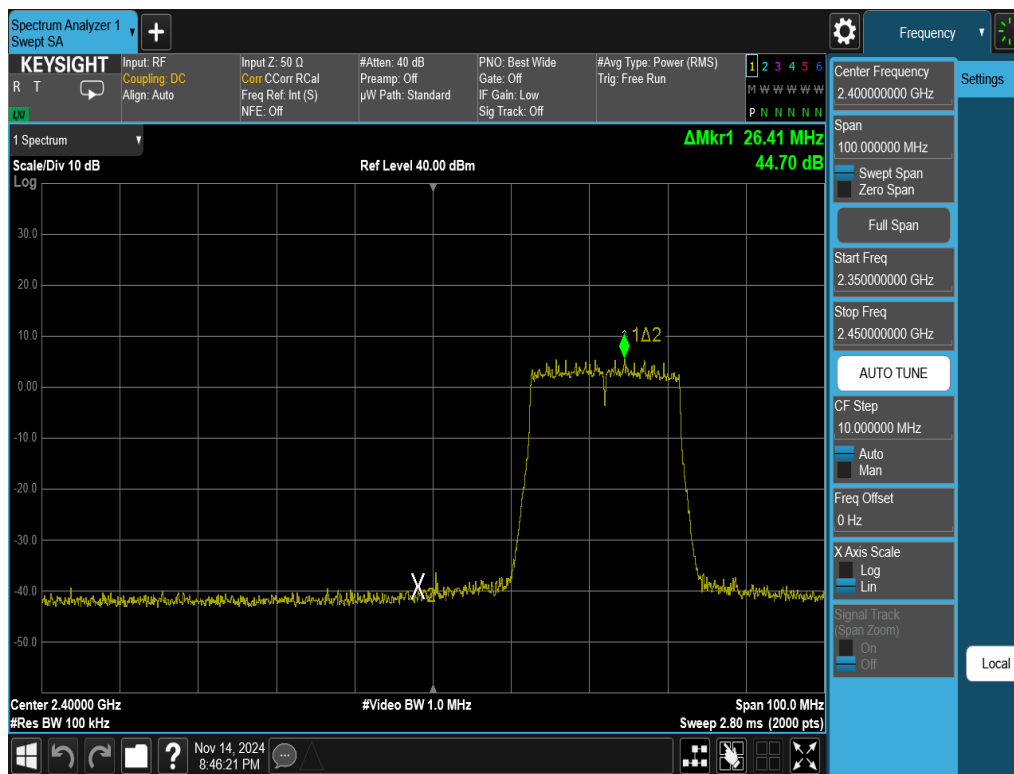 Spectrum Analyzer 1
Swept SA
Frequency
KEYSIGHT
R T
LXI
Input: RF
Coupling: DC
Align: Auto
Input Z: 50 Ω
Corr CCorr RCal
Freq Ref: Int (S)
NFE: Off
#Atten: 40 dB
Preamp: Off
µW Path: Standard
PNO: Best Wide
Gate: Off
IF Gain: Low
Sig Track: Off
#Avg Type: Power (RMS)
Trig: Free Run
1 2 3 4 5 6
M W W W W W
P N N N N N
1 Spectrum
Scale/Div 10 dB
Log
Ref Level 40.00 dBm
ΔMkr1 26.41 MHz
44.70 dB
30.0
20.0
10.0
0.00
-10.0
-20.0
-30.0
-40.0
-50.0
1Δ2
2
Center 2.40000 GHz
#Res BW 100 kHz
#Video BW 1.0 MHz
Span 100.0 MHz
Sweep 2.80 ms (2000 pts)
Center Frequency
2.400000000 GHz
Span
100.000000 MHz
Swept Span
Zero Span
Full Span
Start Freq
2.350000000 GHz
Stop Freq
2.450000000 GHz
AUTO TUNE
CF Step
10.000000 MHz
Auto
Man
Freq Offset
0 Hz
X Axis Scale
Log
Lin
Signal Track
(Span Zoom)
On
Off
Settings
Local
?
Nov 14, 2024
8:46:21 PM